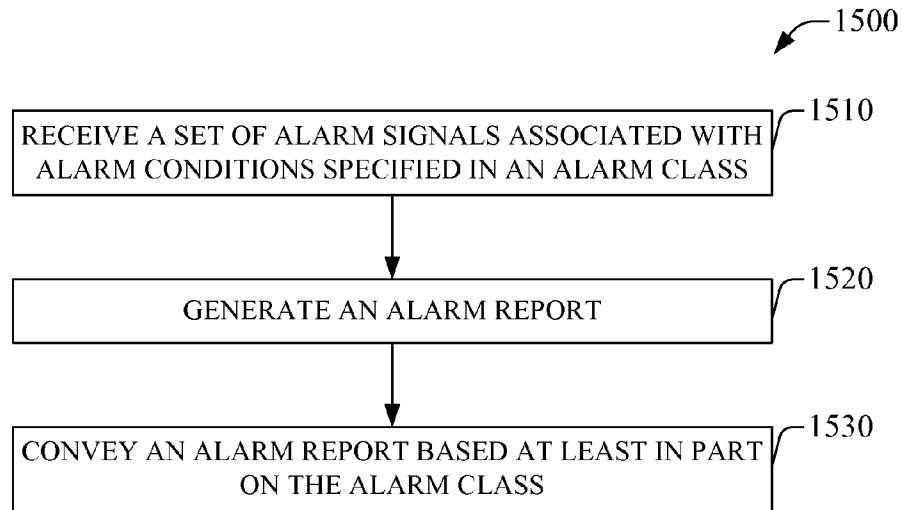 1500
1510
RECEIVE A SET OF ALARM SIGNALS ASSOCIATED WITH
ALARM CONDITIONS SPECIFIED IN AN ALARM CLASS
1520
GENERATE AN ALARM REPORT
1530
CONVEY AN ALARM REPORT BASED AT LEAST IN PART
ON THE ALARM CLASS